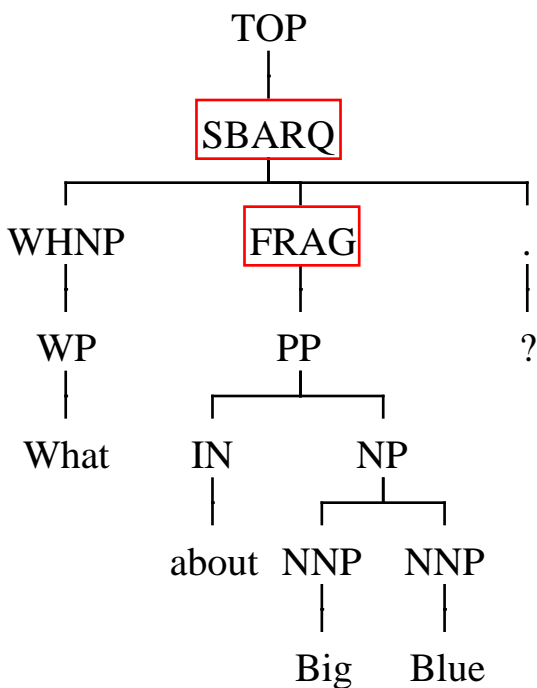 TOP
SBARQ
WHNP FRAG .
WP PP ?
What IN NP
about NNP NNP
Big Blue